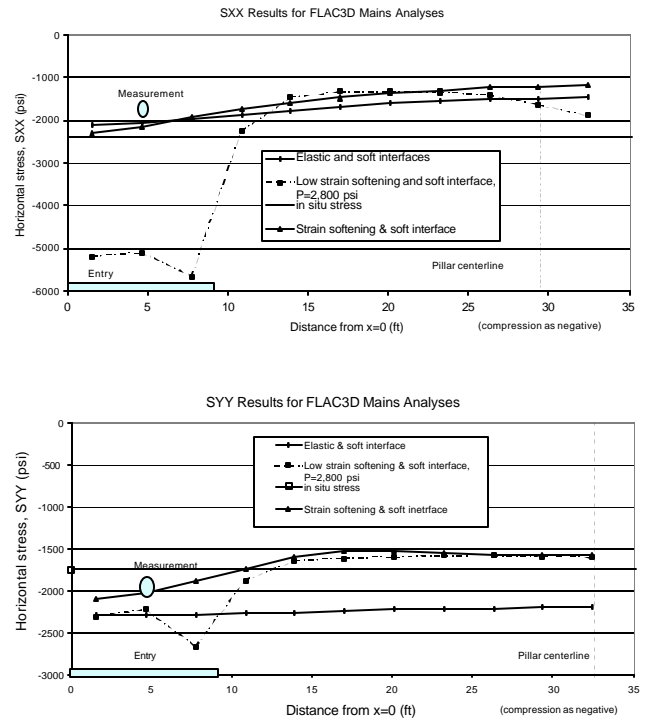 SXX Results for FLAC3D Mains Analyses
Horizontal stress, SXX (psi)
0
-1000
-2000
-3000
-4000
-5000
-6000
Measurement
Elastic and soft interfaces
Low strain softening and soft interface,
P=2,800 psi
in situ stress
Strain softening & soft interface
Entry
Pillar centerline
0 5 10 15 20 25 30 35
Distance from x=0 (ft)
(compression as negative)
SYY Results for FLAC3D Mains Analyses
Horizontal stress, SYY (psi)
0
-500
-1000
-1500
-2000
-2500
-3000
Elastic & soft interface
Low strain softening & soft interface,
P=2,800 psi
in situ stress
Strain softening & soft inetrface
Measurement
Entry
Pillar centerline
0 5 10 15 20 25 30 35
Distance from x=0 (ft)
(compression as negative)